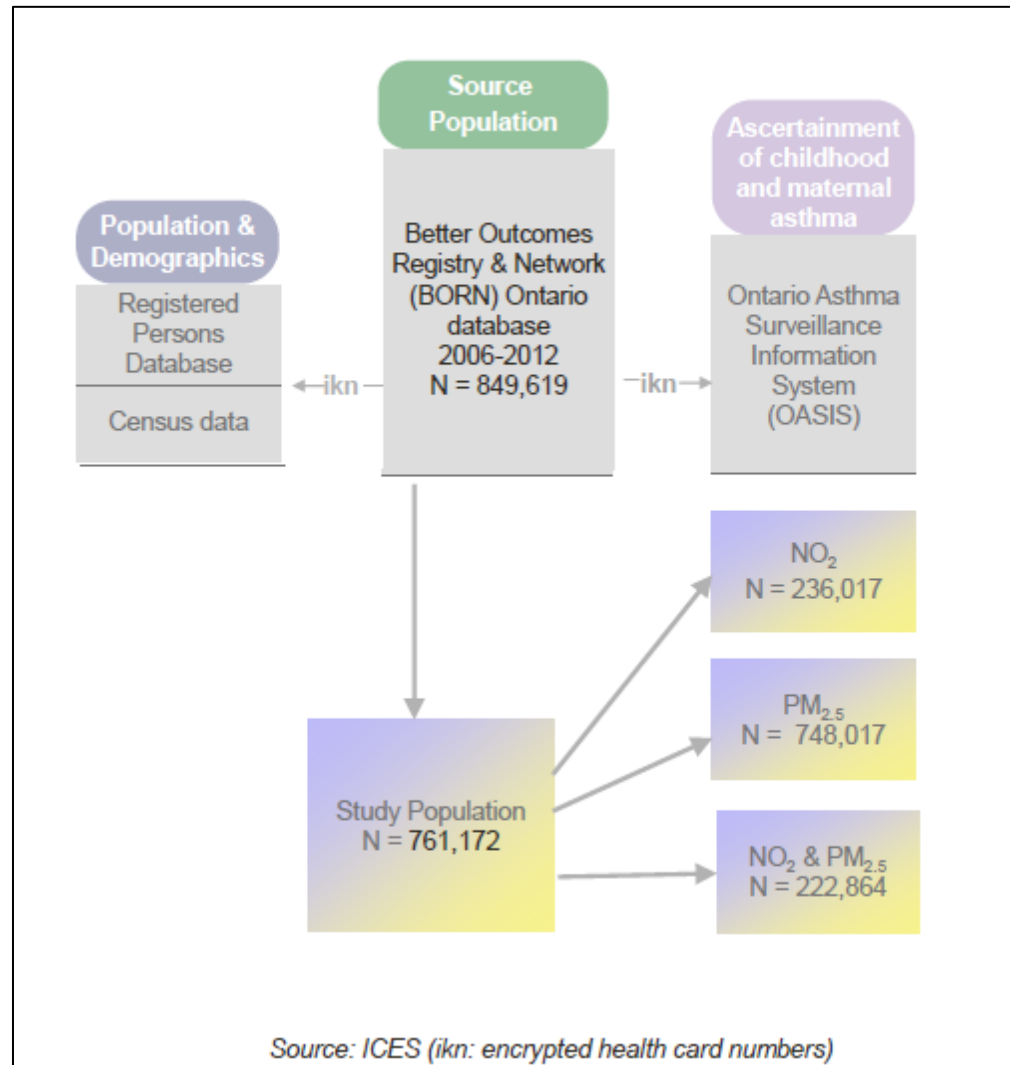 Source
Population
Better Outcomes
Registry & Network
(BORN) Ontario
database
2006-2012
N = 849,619
Population &
Demographics
Registered
Persons
Database
Census data
ikn
ikn
Ascertainment
of childhood
and maternal
asthma
Ontario Asthma
Surveillance
Information
System
(OASIS)
Study Population
N = 761,172
NO₂
N = 236,017
PM₂.₅
N = 748,017
NO₂ & PM₂.₅
N = 222,864
Source: ICES (ikn: encrypted health card numbers)